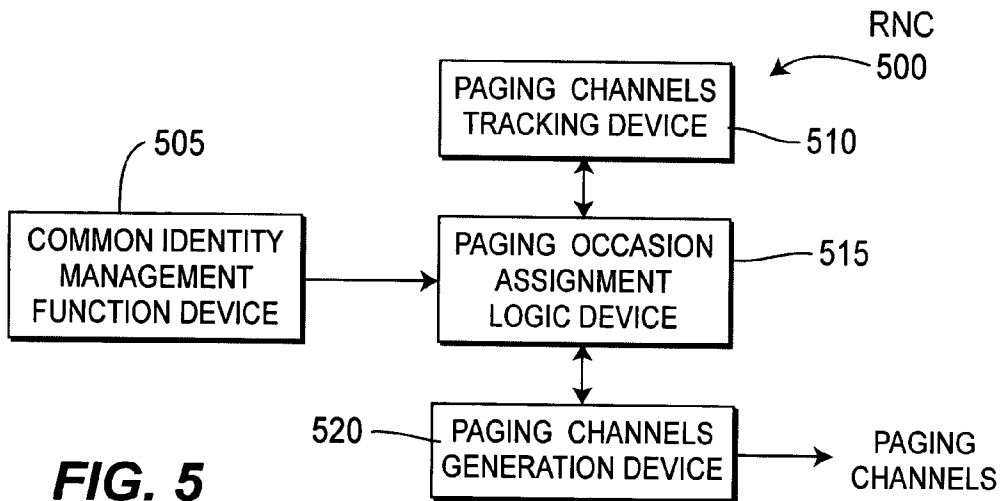 RNC
500
PAGING CHANNELS
TRACKING DEVICE
510
505
COMMON IDENTITY
MANAGEMENT
FUNCTION DEVICE
PAGING OCCASION
ASSIGNMENT
LOGIC DEVICE
515
520
PAGING CHANNELS
GENERATION DEVICE
PAGING
CHANNELS
FIG. 5